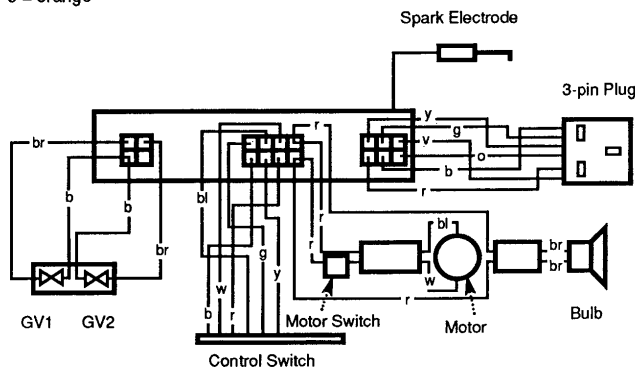 o = orange
Spark Electrode
3-pin Plug
y
g
r
v
br
br
o
b
b
b
bl
r
r
bl
g
r
br
br
w
y
w
b
r
r
GV1
GV2
Motor Switch
Motor
Bulb
Control Switch